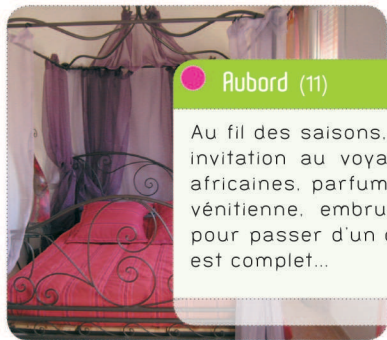 Aubord (11)
Au fil des saisons.
invitation au voya
africaines, parfum
vénitienne, embru
pour passer d'un
est complet...